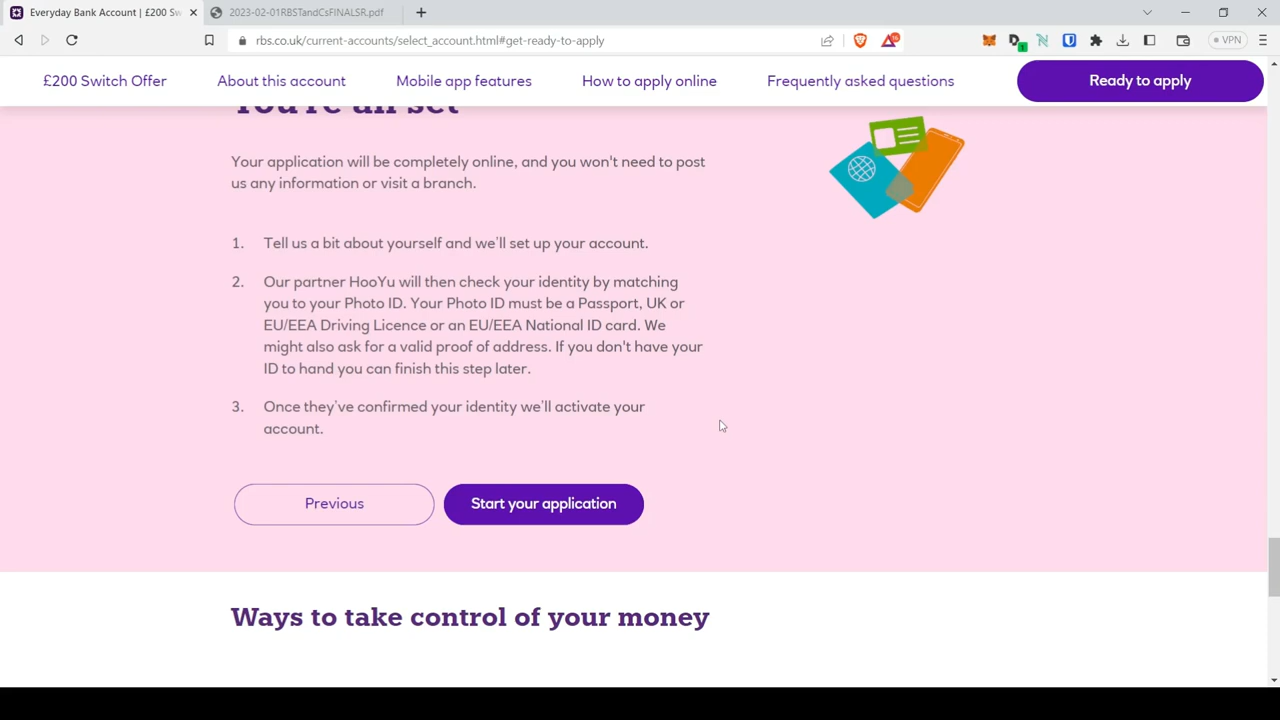 Everyday Bank Account | £200 Sw
2023-02-01RBSTandCsFINALSR.pdf
rbs.co.uk/current-accounts/select_account.html#get-ready-to-apply
VPN
£200 Switch Offer
About this account
Mobile app features
How to apply online
Frequently asked questions
Ready to apply
You're all set
Your application will be completely online, and you won't need to post
us any information or visit a branch.
1. Tell us a bit about yourself and we'll set up your account.
2. Our partner HooYu will then check your identity by matching
you to your Photo ID. Your Photo ID must be a Passport, UK or
EU/EEA Driving Licence or an EU/EEA National ID card. We
might also ask for a valid proof of address. If you don't have your
ID to hand you can finish this step later.
3. Once they've confirmed your identity we'll activate your
account.
Previous
Start your application
Ways to take control of your money